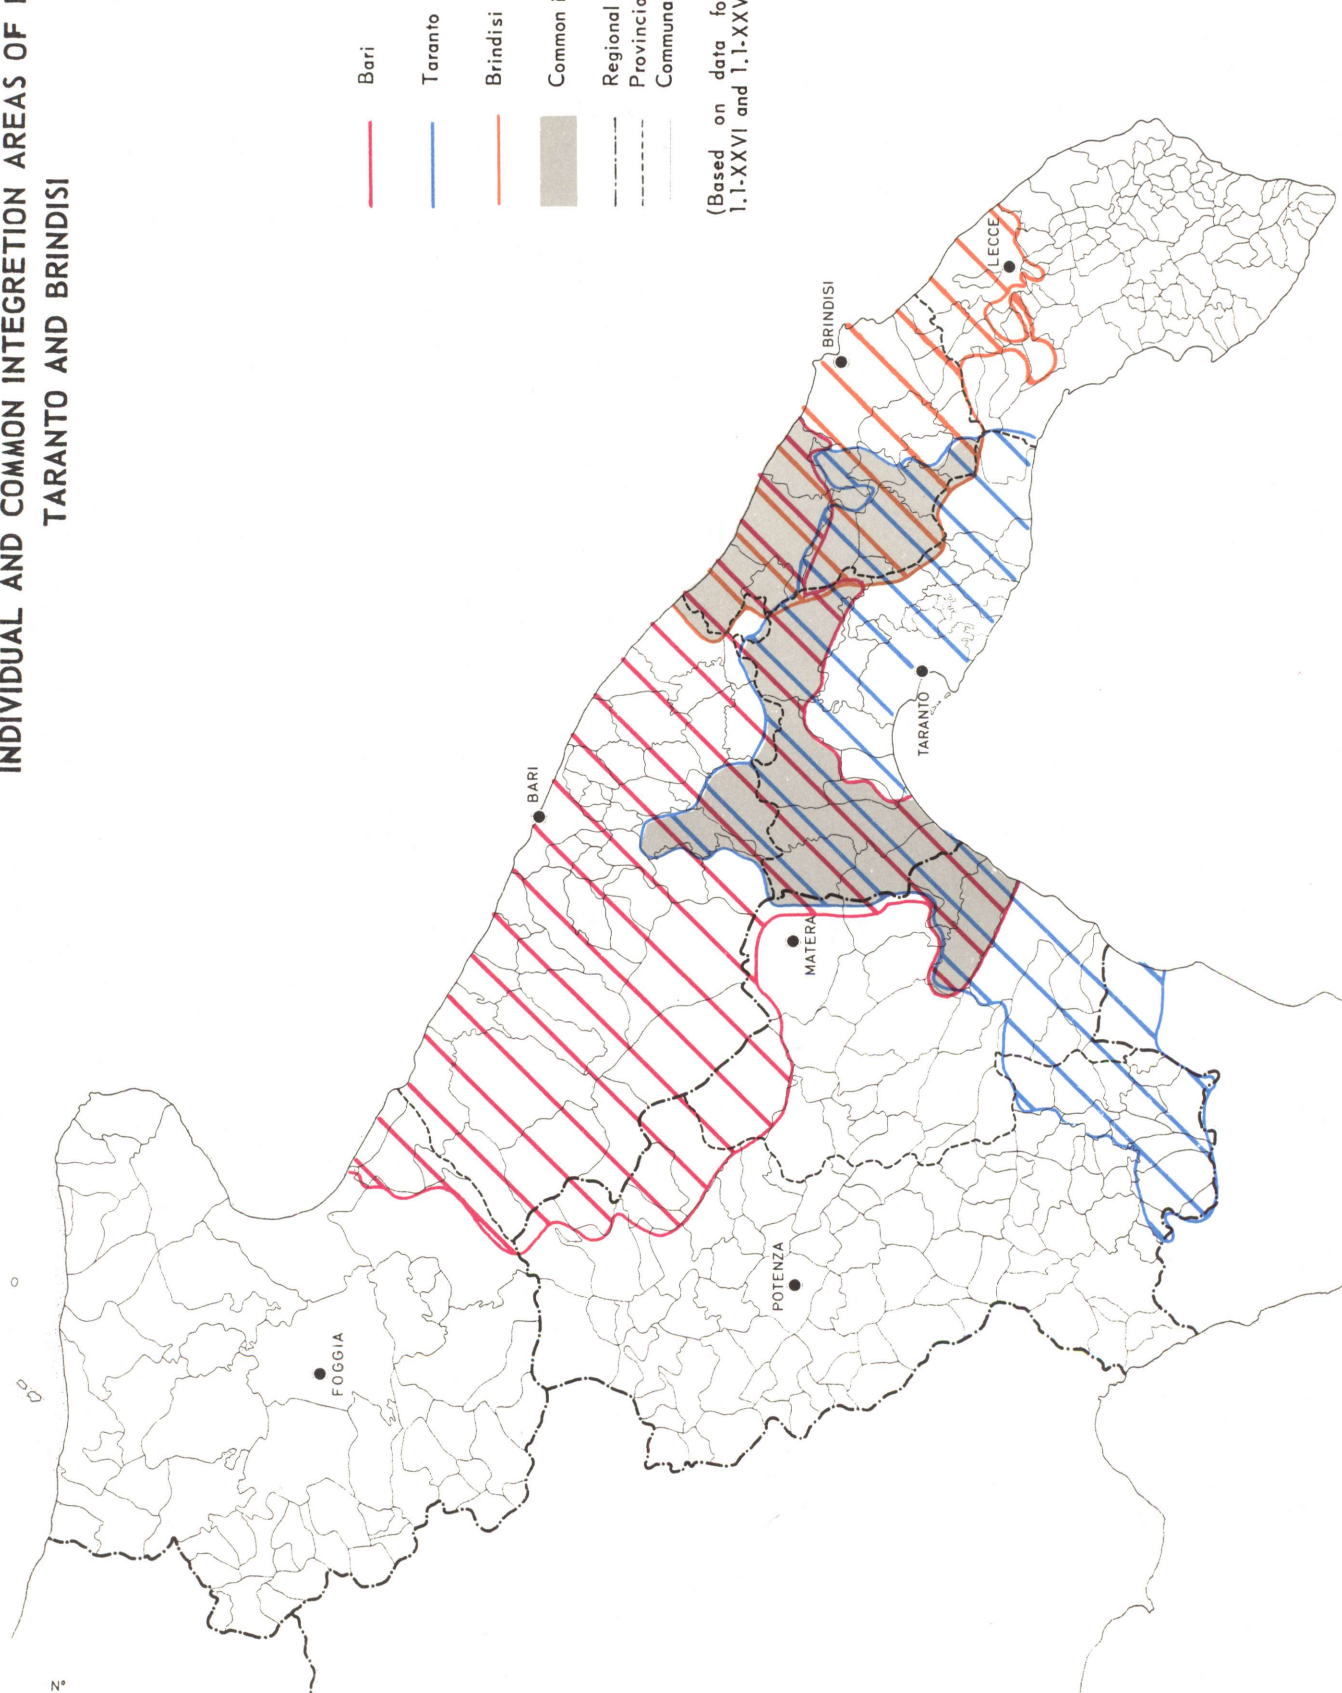 INDIVIDUAL AND COMMON INTEGRETION AREAS OF
TARANTO AND BRINDISI
Bari
Taranto
Brindisi
Common
Regional
Communa
(Based on data fo
1.1-XXVI and 1.1-XXV
LECCE
BRINDISI
TARANTO
BARI
MATERA
POTENZA
FOGGIA
N°